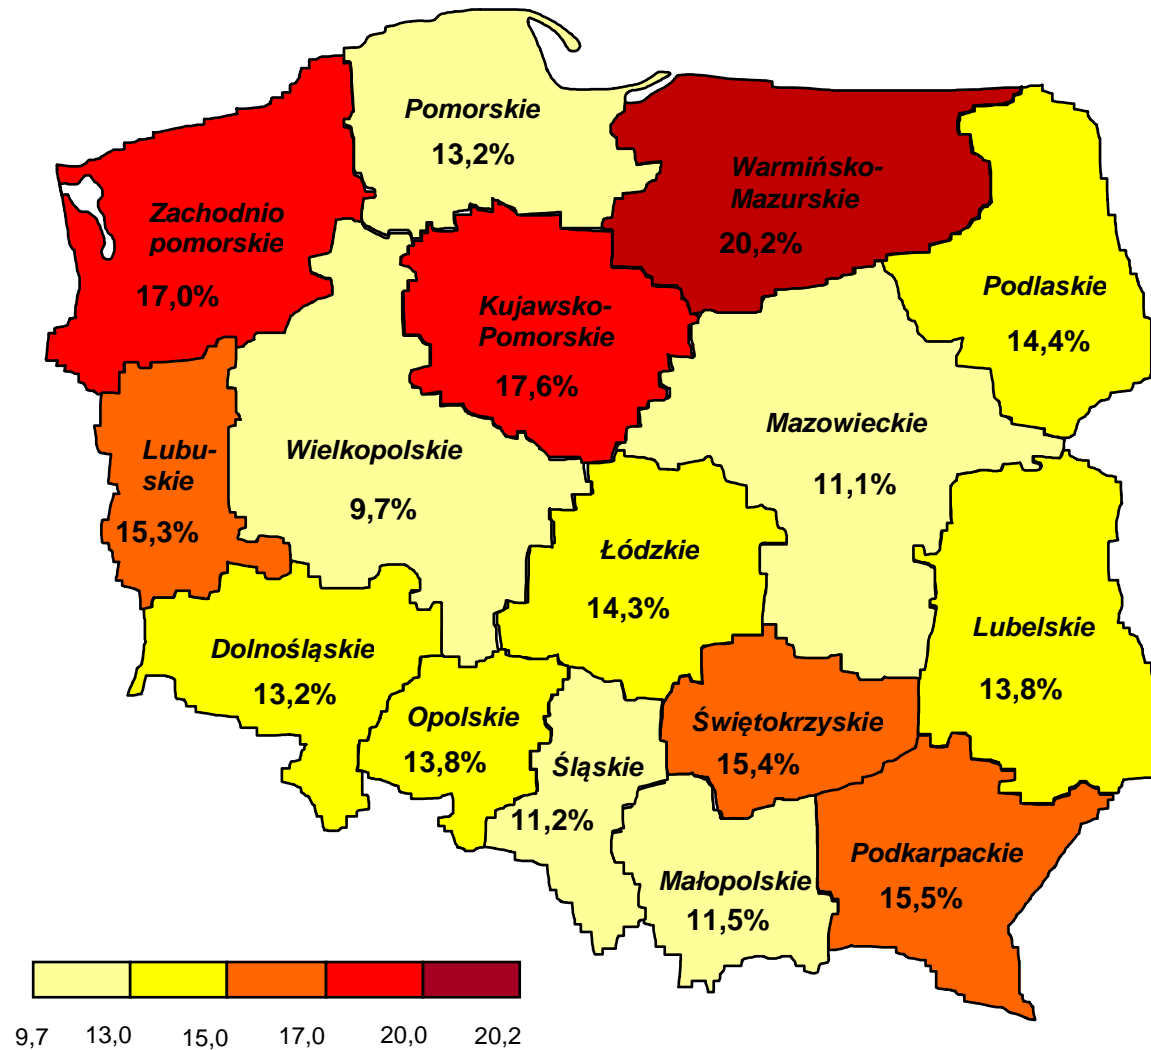 Pomorskie
13,2%
Warmińsko-
Mazurskie
20,2%
Zachodnio
pomorskie
17,0%
Podlaskie
14,4%
Kujawsko-
Pomorskie
17,6%
Mazowieckie
11,1%
Wielkopolskie
9,7%
Lubu-
skie
15,3%
Łódzkie
14,3%
Lubelskie
13,8%
Dolnośląskie
13,2%
Opolskie
13,8%
Śląskie
11,2%
Świętokrzyskie
15,4%
Małopolskie
11,5%
Podkarpackie
15,5%
9,7 13,0 15,0 17,0 20,0 20,2